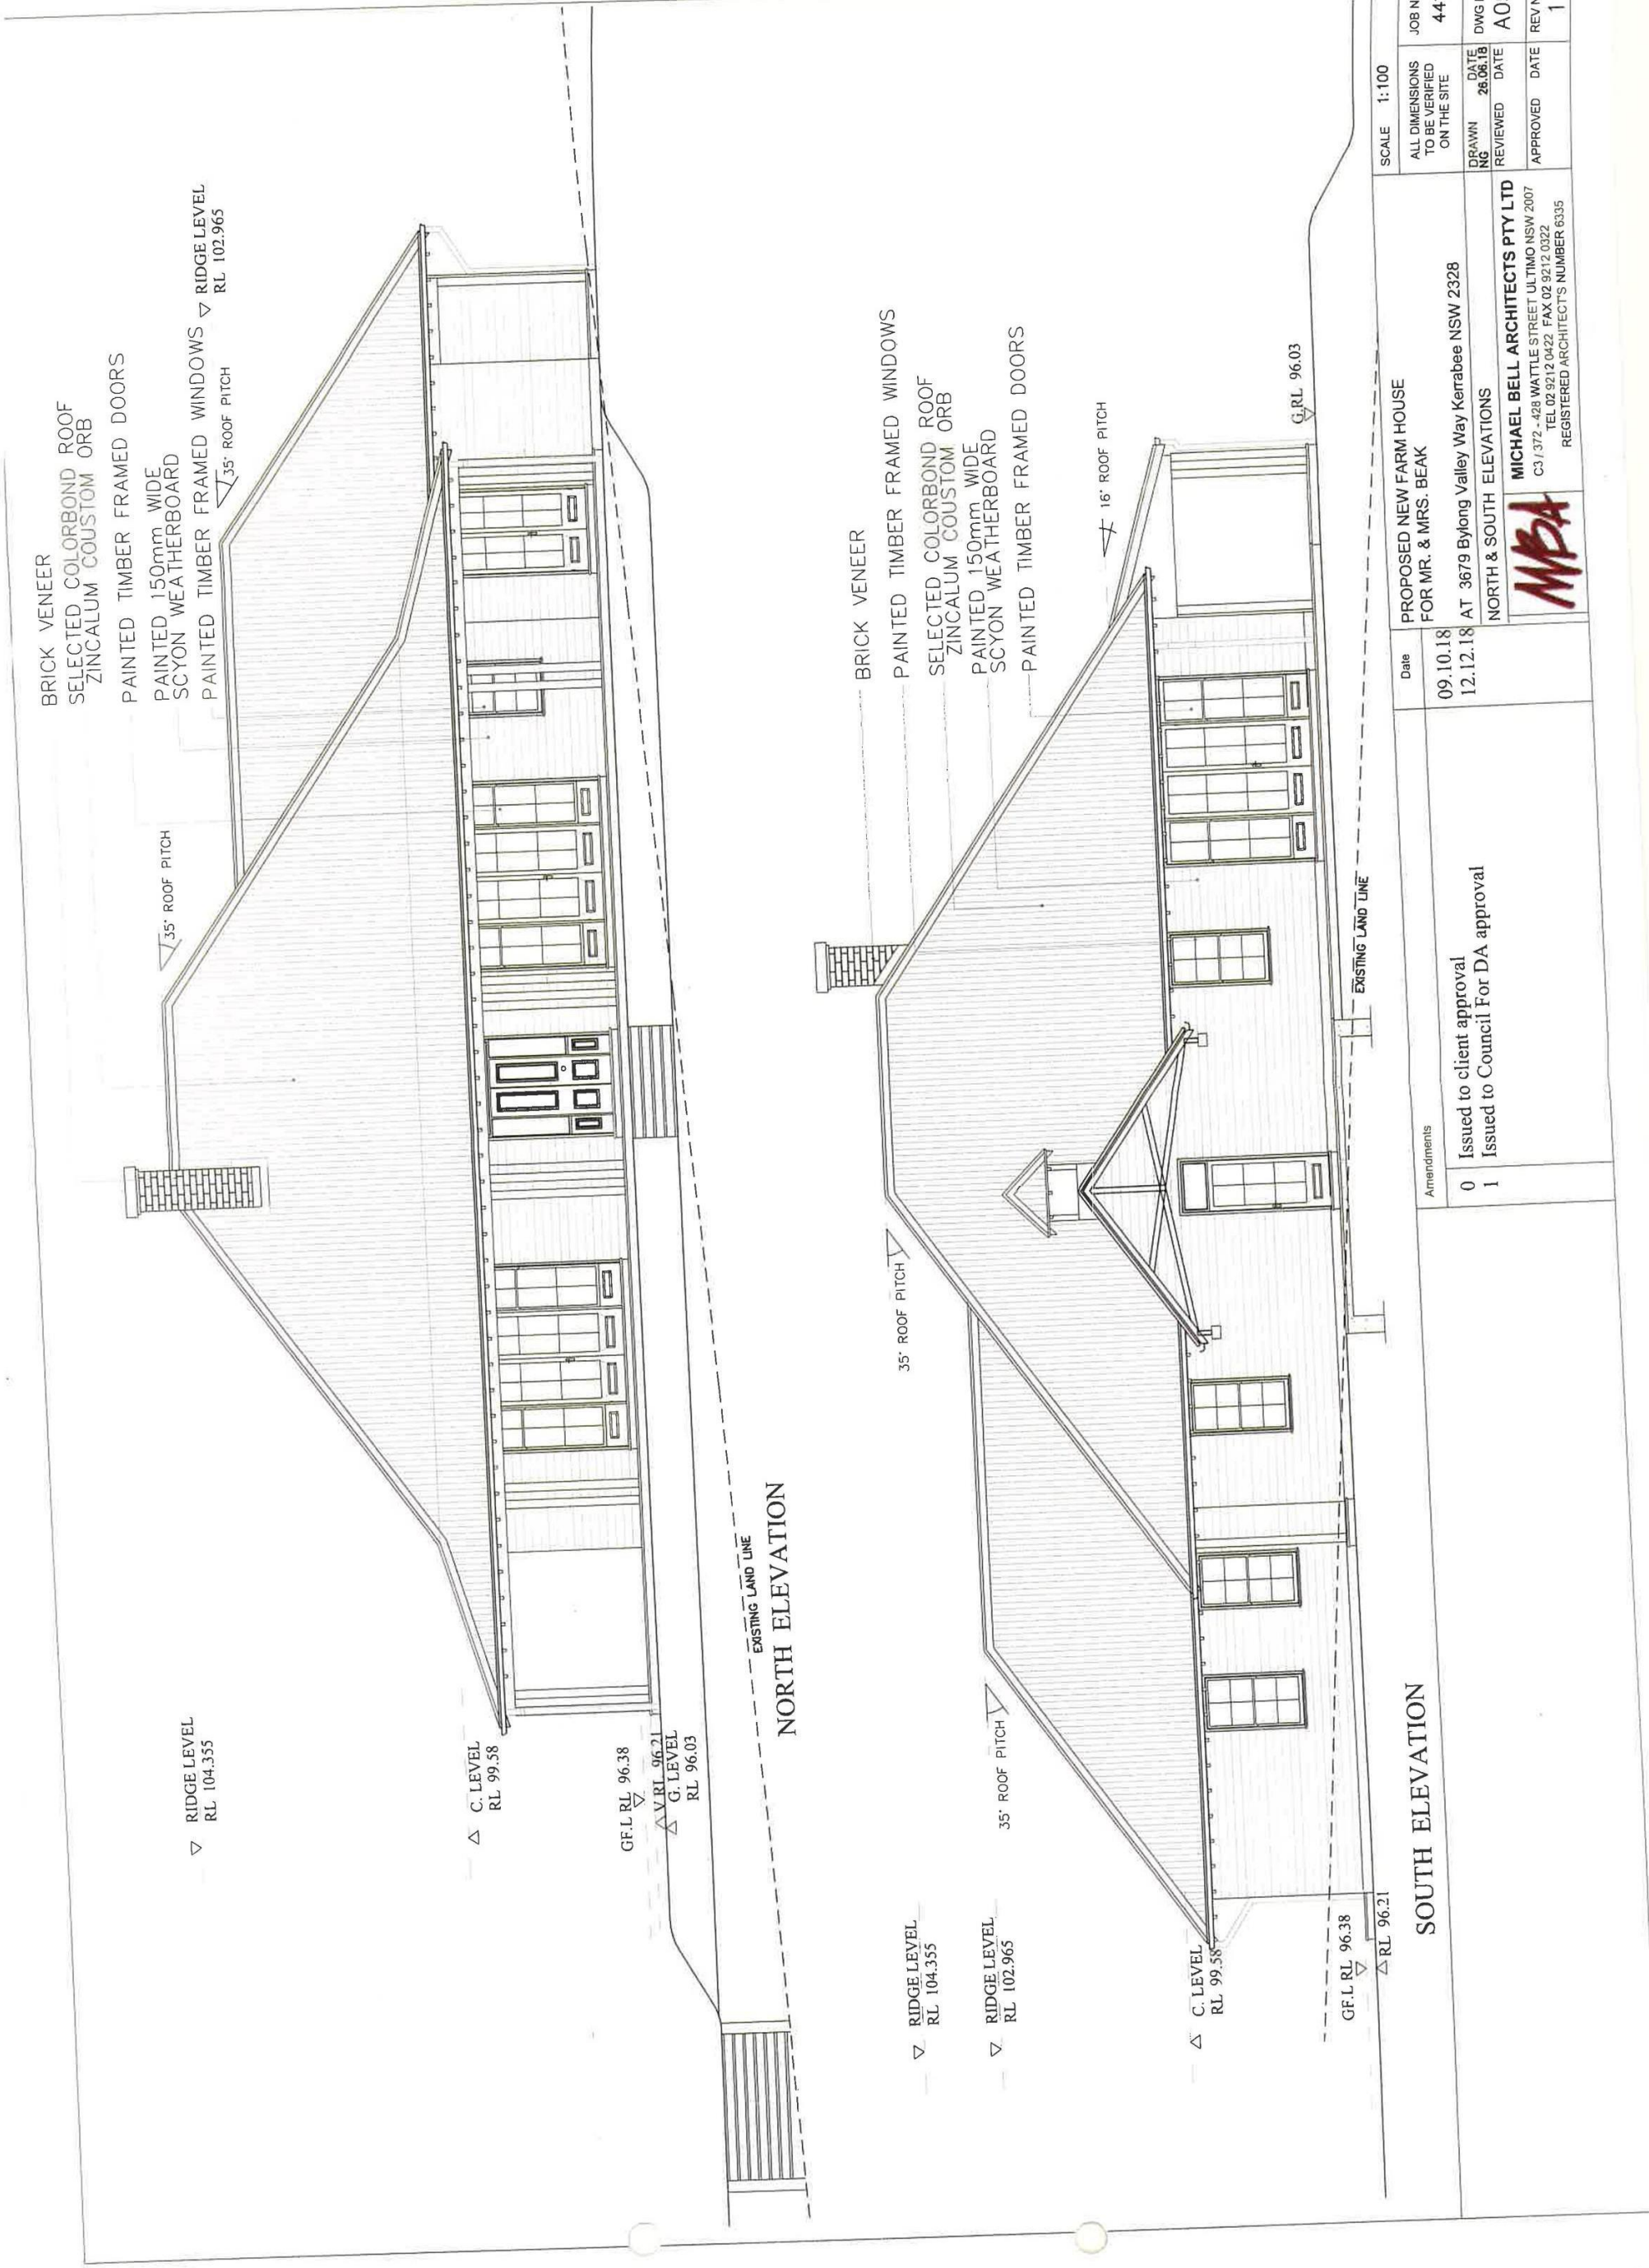 BRICK VENEER
SELECTED COLORBOND ROOF
ZINCALUM COUSTOM ORB
PAINTED TIMBER FRAMED DOORS
PAINTED 150mm WIDE
SCYON WEATHERBOARD
PAINTED TIMBER FRAMED WINDOWS
RIDGE LEVEL
RL 102.965
35° ROOF PITCH
35° ROOF PITCH
RIDGE LEVEL
RL 104.355
C. LEVEL
RL 99.58
GF.L RL 96.38
V RL 96.21
G. LEVEL
RL 96.03
EXISTING LAND LINE
NORTH ELEVATION
BRICK VENEER
PAINTED TIMBER FRAMED WINDOWS
SELECTED COLORBOND ROOF
ZINCALUM COUSTOM ORB
PAINTED 150mm WIDE
SCYON WEATHERBOARD
PAINTED TIMBER FRAMED DOORS
16° ROOF PITCH
G.RL 96.03
35° ROOF PITCH
35° ROOF PITCH
RIDGE LEVEL
RL 104.355
RIDGE LEVEL
RL 102.965
C. LEVEL
RL 99.58
GF.L RL 96.38
RL 96.21
EXISTING LAND LINE
SOUTH ELEVATION
Amendments
Date
0 Issued to client approval 09.10.18
1 Issued to Council For DA approval 12.12.18
PROPOSED NEW FARM HOUSE
FOR MR. & MRS. BEAK
AT 3679 Bylong Valley Way Kerrabee NSW 2328
NORTH & SOUTH ELEVATIONS
MBA
MICHAEL BELL ARCHITECTS PTY LTD
C3 / 372 - 428 WATTLE STREET ULTIMO NSW 2007
TEL 02 9212 0422 FAX 02 9212 0322
REGISTERED ARCHITECT'S NUMBER 6335
SCALE 1:100
ALL DIMENSIONS
TO BE VERIFIED
ON THE SITE
JOB N
44
DRAWN DATE
NG 26.06.18
DWG
A0
REVIEWED DATE
APPROVED DATE
REV N
1